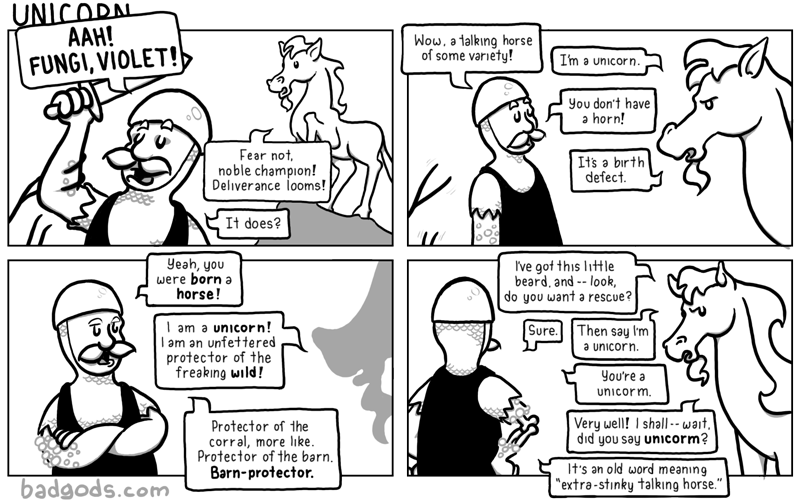 UNICORN
AAH!
FUNGI, VIOLET!
Fear not,
noble champion!
Deliverance looms!
It does?
Wow, a talking horse
of some variety!
I'm a unicorn.
You don't have
a horn!
It's a birth
defect.
Yeah, you
were born a
horse!
I am a unicorn!
I am an unfettered
protector of the
freaking wild!
Protector of the
corral, more like.
Protector of the barn.
Barn-protector.
I've got this little
beard, and -- look,
do you want a rescue?
Sure.
Then say I'm
a unicorn.
You're a
unicorm.
Very well! I shall -- wait,
did you say unicorm?
It's an old word meaning
"extra-stinky talking horse."
badgods.com